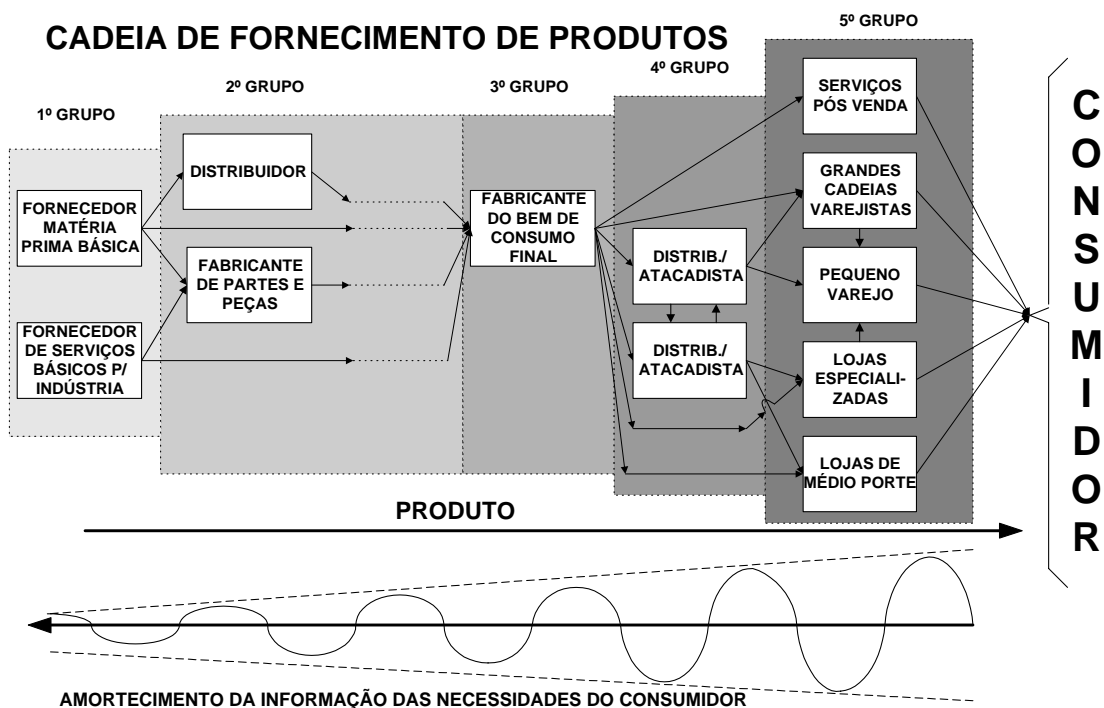 CADEIA DE FORNECIMENTO DE PRODUTOS
1º GRUPO
2º GRUPO
3º GRUPO
4º GRUPO
5º GRUPO
FORNECEDOR
MATÉRIA
PRIMA BÁSICA
FORNECEDOR
DE SERVIÇOS
BÁSICOS P/
INDÚSTRIA
DISTRIBUIDOR
FABRICANTE
DE PARTES E
PEÇAS
FABRICANTE
DO BEM DE
CONSUMO
FINAL
DISTRIB./
ATACADISTA
DISTRIB./
ATACADISTA
SERVIÇOS
PÓS VENDA
GRANDES
CADEIAS
VAREJISTAS
PEQUENO
VAREJO
LOJAS
ESPECIALI-
ZADAS
LOJAS DE
MÉDIO PORTE
CONSUMIDOR
PRODUTO
AMORTECIMENTO DA INFORMAÇÃO DAS NECESSIDADES DO CONSUMIDOR